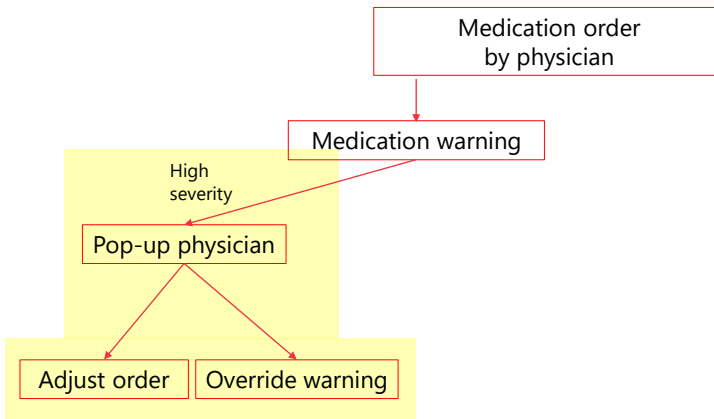 Medication order
by physician
Medication warning
High
severity
Pop-up physician
Adjust order
Override warning